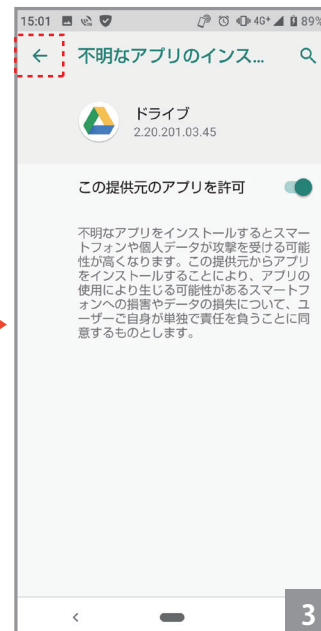 15:01 4G+ 89%
不明なアプリのインス...
ドライブ
2.20.201.03.45
この提供元のアプリを許可
不明なアプリをインストールするとスマー
トフォンや個人データが攻撃を受ける可能
性が高くなります。この提供元からアプリ
をインストールすることにより、アプリの
使用により生じる可能性があるスマートフ
ォンへの損害やデータの損失について、ユ
ーザーご自身が単独で責任を負うことに同
意するものとします。
3